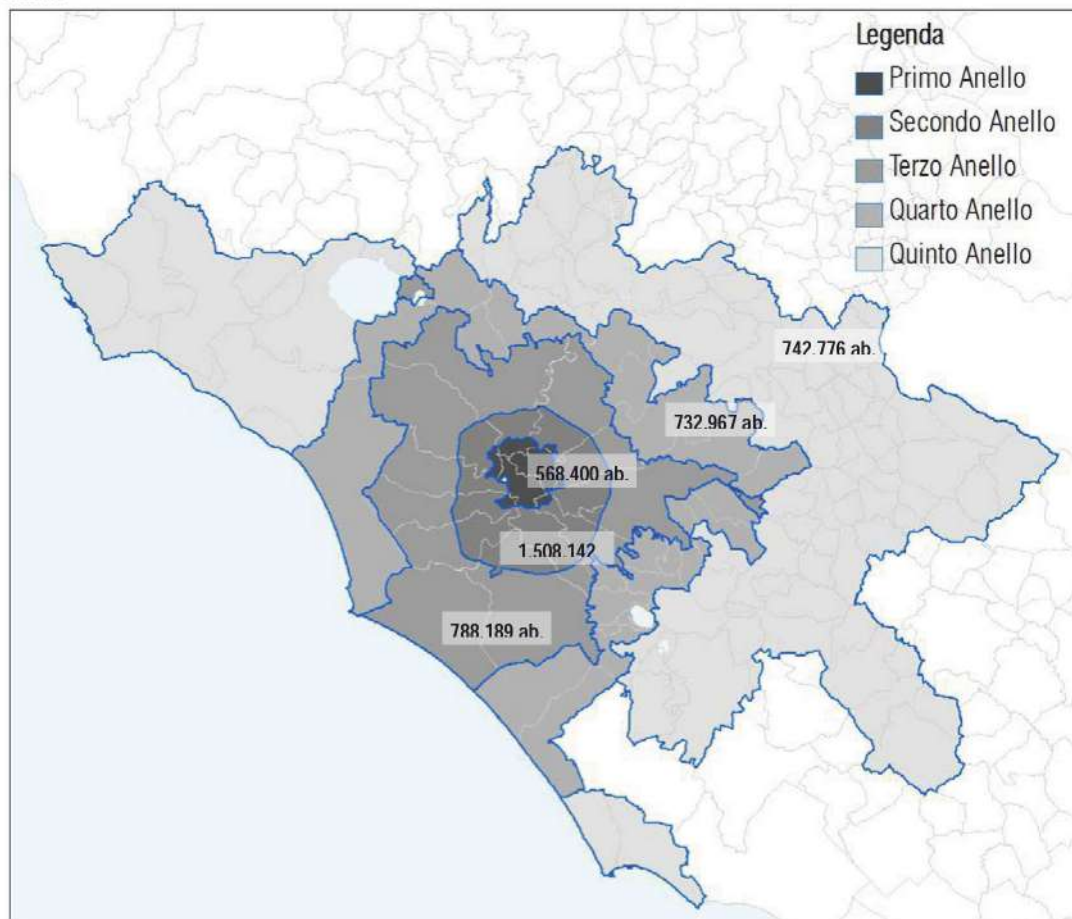 Legenda
Primo Anello
Secondo Anello
Terzo Anello
Quarto Anello
Quinto Anello
742.776 ab.
732.967 ab.
568.400 ab.
1.508.142
788.189 ab.